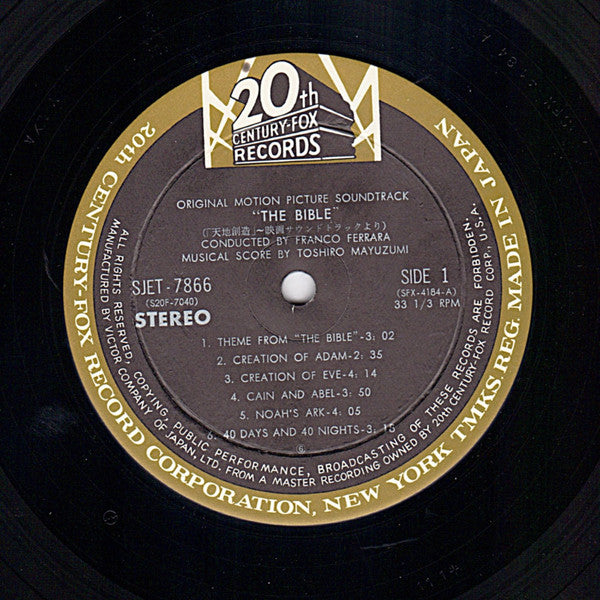 20th
CENTURY-FOX
RECORDS
ORIGINAL MOTION PICTURE SOUNDTRACK
"THE BIBLE"
(「天地創造」〜映画サウンドトラックより)
CONDUCTED BY FRANCO FERRARA
MUSICAL SCORE BY TOSHIRO MAYUZUMI
SJET-7866
(S20F-7040)
STEREO
SIDE 1
(SFX-4184-A)
33 1/3 RPM
1. THEME FROM "THE BIBLE"-3: 02
2. CREATION OF ADAM-2: 35
3. CREATION OF EVE-4: 14
4. CAIN AND ABEL-3: 50
5. NOAH'S ARK-4: 05
6. 40 DAYS AND 40 NIGHTS-3: 15
ALL RIGHTS RESERVED, COPYING, PUBLIC PERFORMANCE, BROADCASTING OF THESE RECORDS ARE FORBIDDEN.
MANUFACTURED BY VICTOR COMPANY OF JAPAN, LTD. FROM A MASTER RECORDING OWNED BY 20th CENTURY-FOX RECORD CORP., U.S.A.
20th CENTURY-FOX RECORD CORPORATION, NEW YORK TMKS REG. MADE IN JAPAN